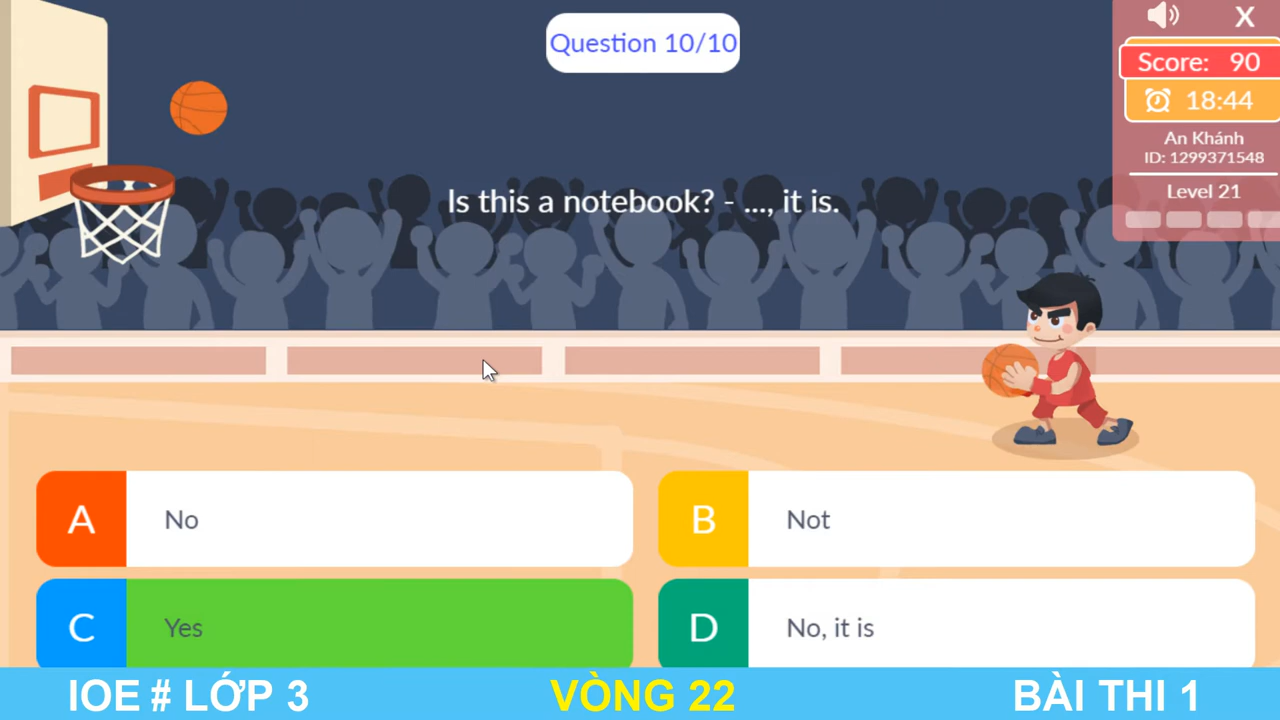 Question 10/10
X
Score: 90
18:44
An Khánh
ID: 1299371548
Level 21
Is this a notebook? - ..., it is.
A No
B Not
C Yes
D No, it is
IOE # LỚP 3 VÒNG 22 BÀI THI 1